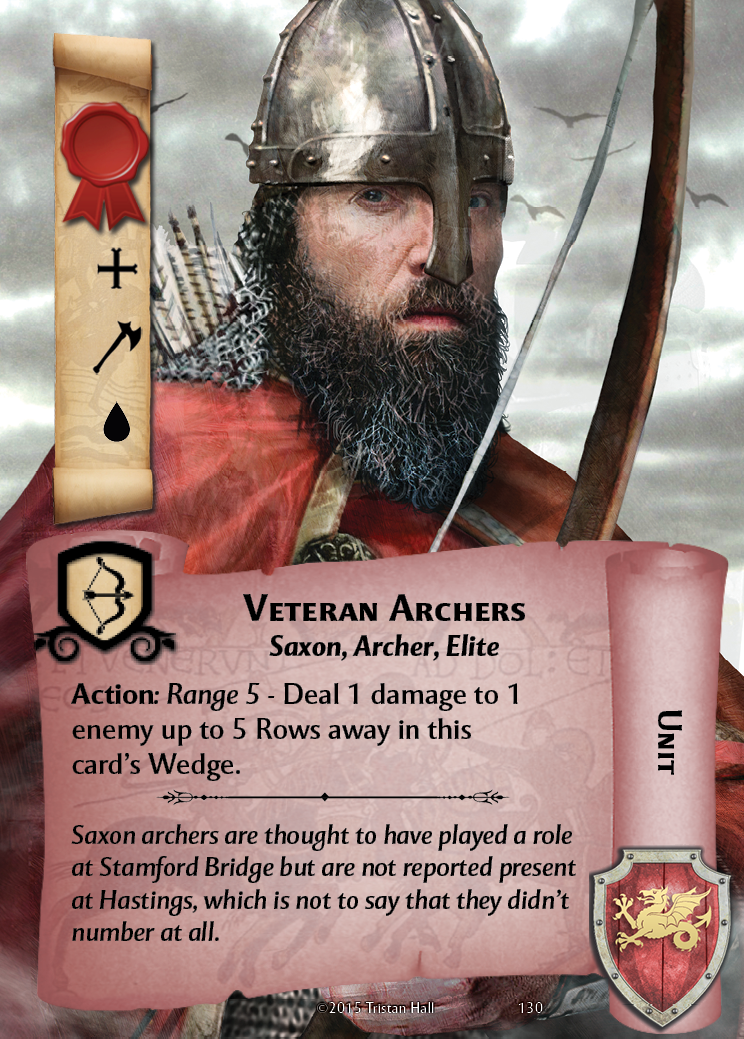 Veteran Archers
Saxon, Archer, Elite
Action: Range 5 - Deal 1 damage to 1
enemy up to 5 Rows away in this
card's Wedge.
Unit
Saxon archers are thought to have played a role
at Stamford Bridge but are not reported present
at Hastings, which is not to say that they didn't
number at all.
©2015 Tristan Hall 130